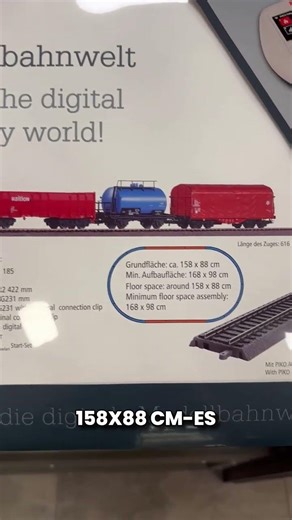 bahnwelt
he digital
y world!
Länge des Zuges: 616
185
2 422 mm
G231 mm
G231 w connection clip
digital
Start-Set
Grundfläche: ca. 158 x 88 cm
Min. Aufbaufläche: 168 x 98 cm
Floor space: around 158 x 88 cm
Minimum floor space assembly:
168 x 98 cm
Mit PIKO A
With PIKO
die dig
llbahnw
158X88 CM-ES